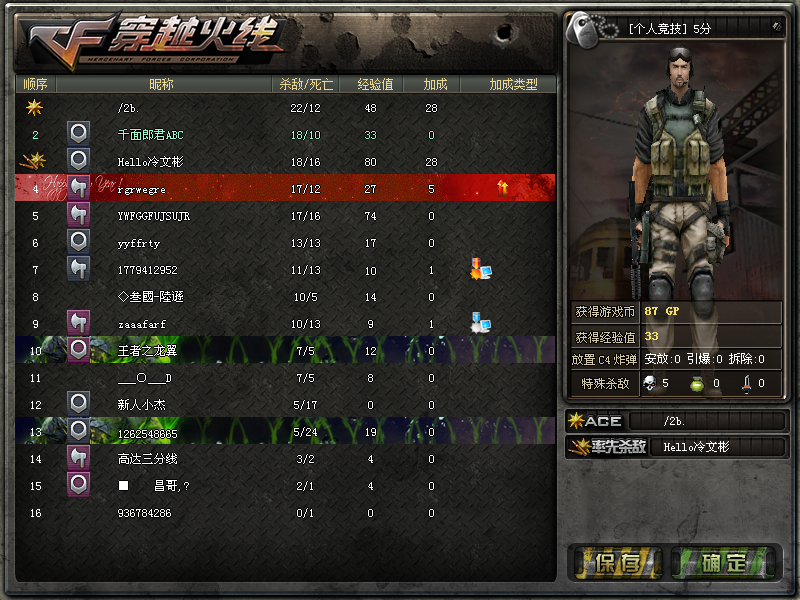 CF 穿越火线
MERCENARY FORCES CORPORATION
顺序 昵称 杀敌/死亡 经验值 加成 加成类型
/2b. 22/12 48 28
2 千面郎君ABC 18/10 33 0
Hello冷文彬 18/16 80 28
4 rgrwegre 17/12 27 5
5 YWFGGFUJSUJR 17/16 74 0
6 yyffrty 13/13 17 0
7 1779412952 11/13 10 1
8 ◇叁國-陸遜 10/5 14 0
9 zaaafarf 10/13 9 1
10 王者之龙翼 7/5 12 0
11 ___○___D 7/5 8 0
12 新人小杰 5/17 0 0
13 1262548665 5/24 19 0
14 高达三分线 3/2 4 0
15 ■ 昌哥,? 2/1 4 0
16 936784286 0/1 0 0
[个人竞技] 5分
获得游戏币 87 GP
获得经验值 33
放置 C4 炸弹 安放:0 引爆:0 拆除:0
特殊杀敌 5 0 0
ACE /2b.
率先杀敌 Hello冷文彬
保存 确定